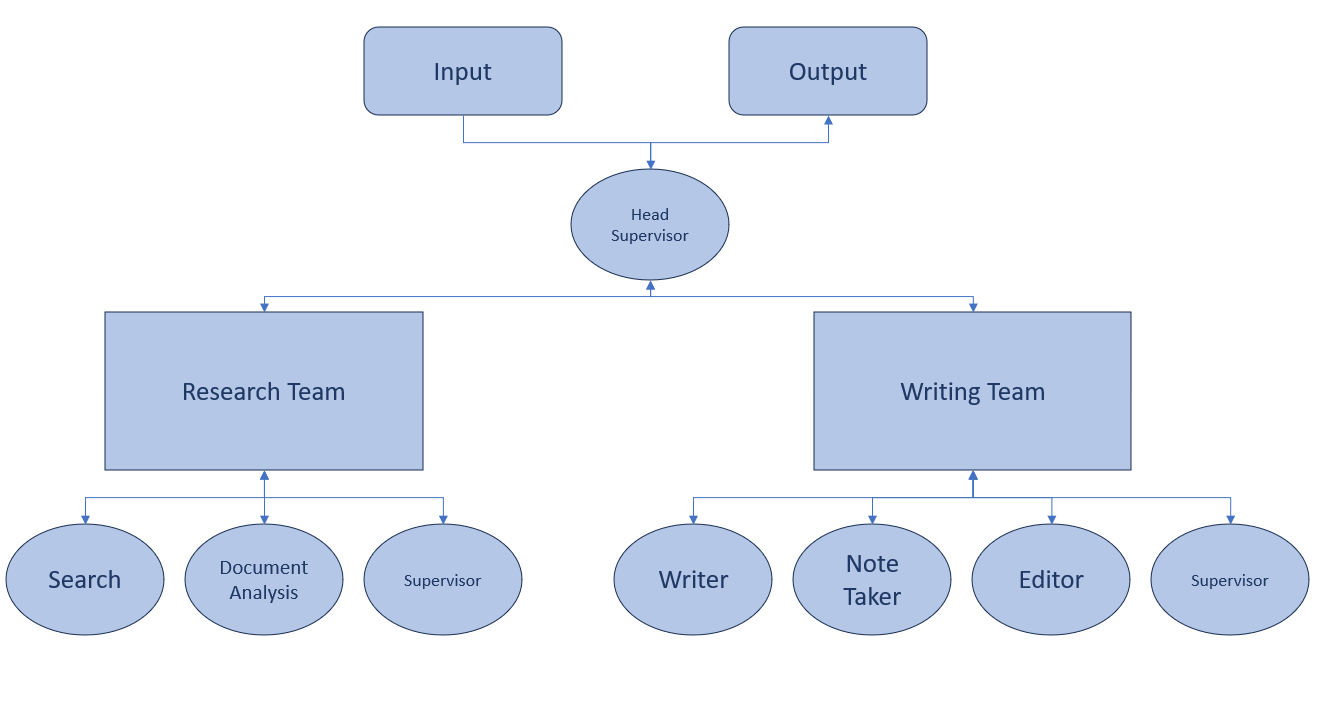 Input
Output
Head
Supervisor
Research Team
Writing Team
Search
Document
Analysis
Supervisor
Writer
Note
Taker
Editor
Supervisor